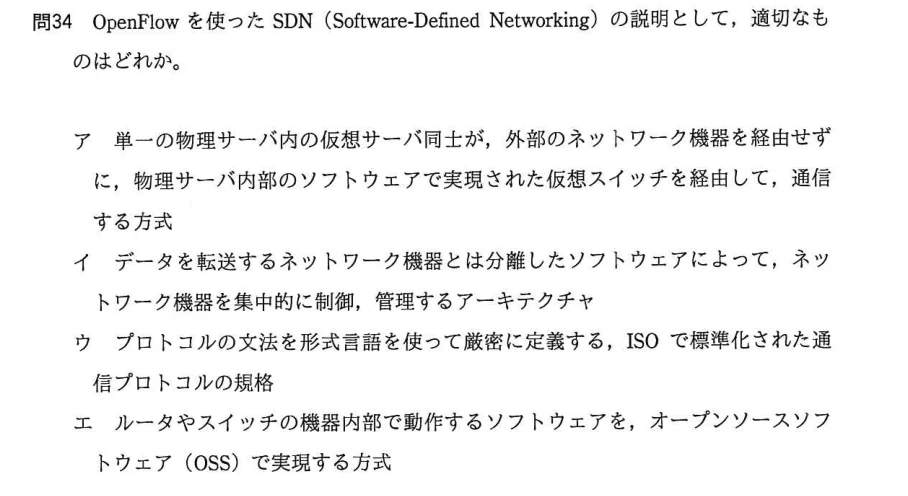 問34 OpenFlow を使った SDN（Software-Defined Networking）の説明として，適切なも
のはどれか。
ア 単一の物理サーバ内の仮想サーバ同士が，外部のネットワーク機器を経由せず
に，物理サーバ内部のソフトウェアで実現された仮想スイッチを経由して，通信
する方式
イ データを転送するネットワーク機器とは分離したソフトウェアによって，ネッ
トワーク機器を集中的に制御，管理するアーキテクチャ
ウ プロトコルの文法を形式言語を使って厳密に定義する，ISO で標準化された通
信プロトコルの規格
エ ルータやスイッチの機器内部で動作するソフトウェアを，オープンソースソフ
トウェア（OSS）で実現する方式